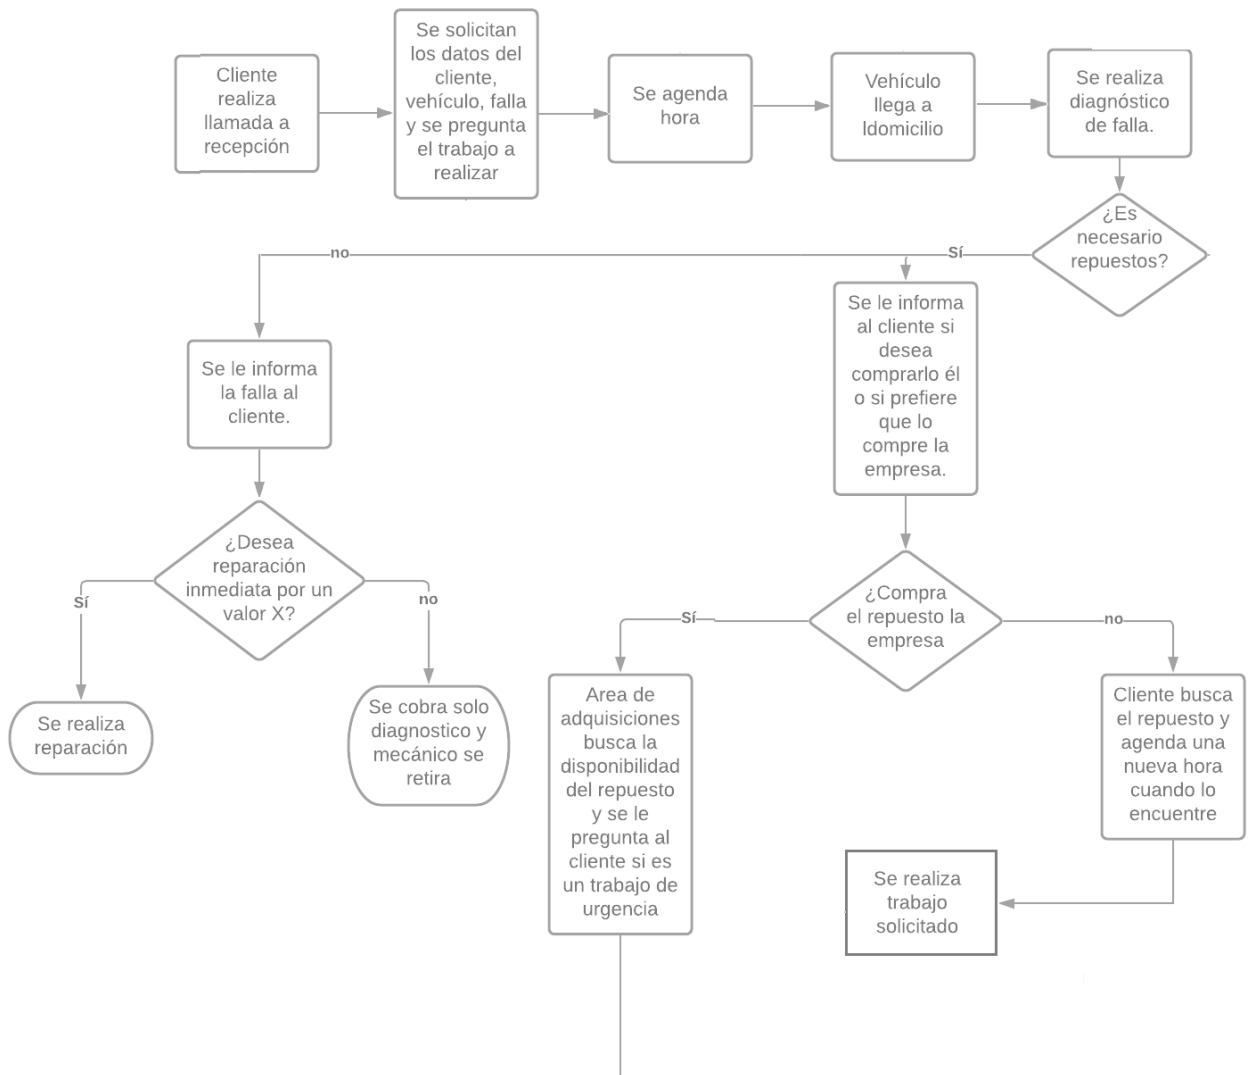 Cliente
realiza
llamada a
recepción
Se solicitan
los datos del
cliente,
vehículo, falla
y se pregunta
el trabajo a
realizar
Se agenda
hora
Vehículo
llega a
ldomicilio
Se realiza
diagnóstico
de falla.
¿Es
necesario
repuestos?
no
Sí
Se le informa
la falla al
cliente.
Se le informa
al cliente si
desea
comprarlo él
o si prefiere
que lo
compre la
empresa.
¿Desea
reparación
inmediata por un
valor X?
Sí
no
¿Compra
el repuesto la
empresa
Sí
no
Se realiza
reparación
Se cobra solo
diagnostico y
mecánico se
retira
Area de
adquisiciones
busca la
disponibilidad
del repuesto
y se le
pregunta al
cliente si es
un trabajo de
urgencia
Cliente busca
el repuesto y
agenda una
nueva hora
cuando lo
encuentre
Se realiza
trabajo
solicitado